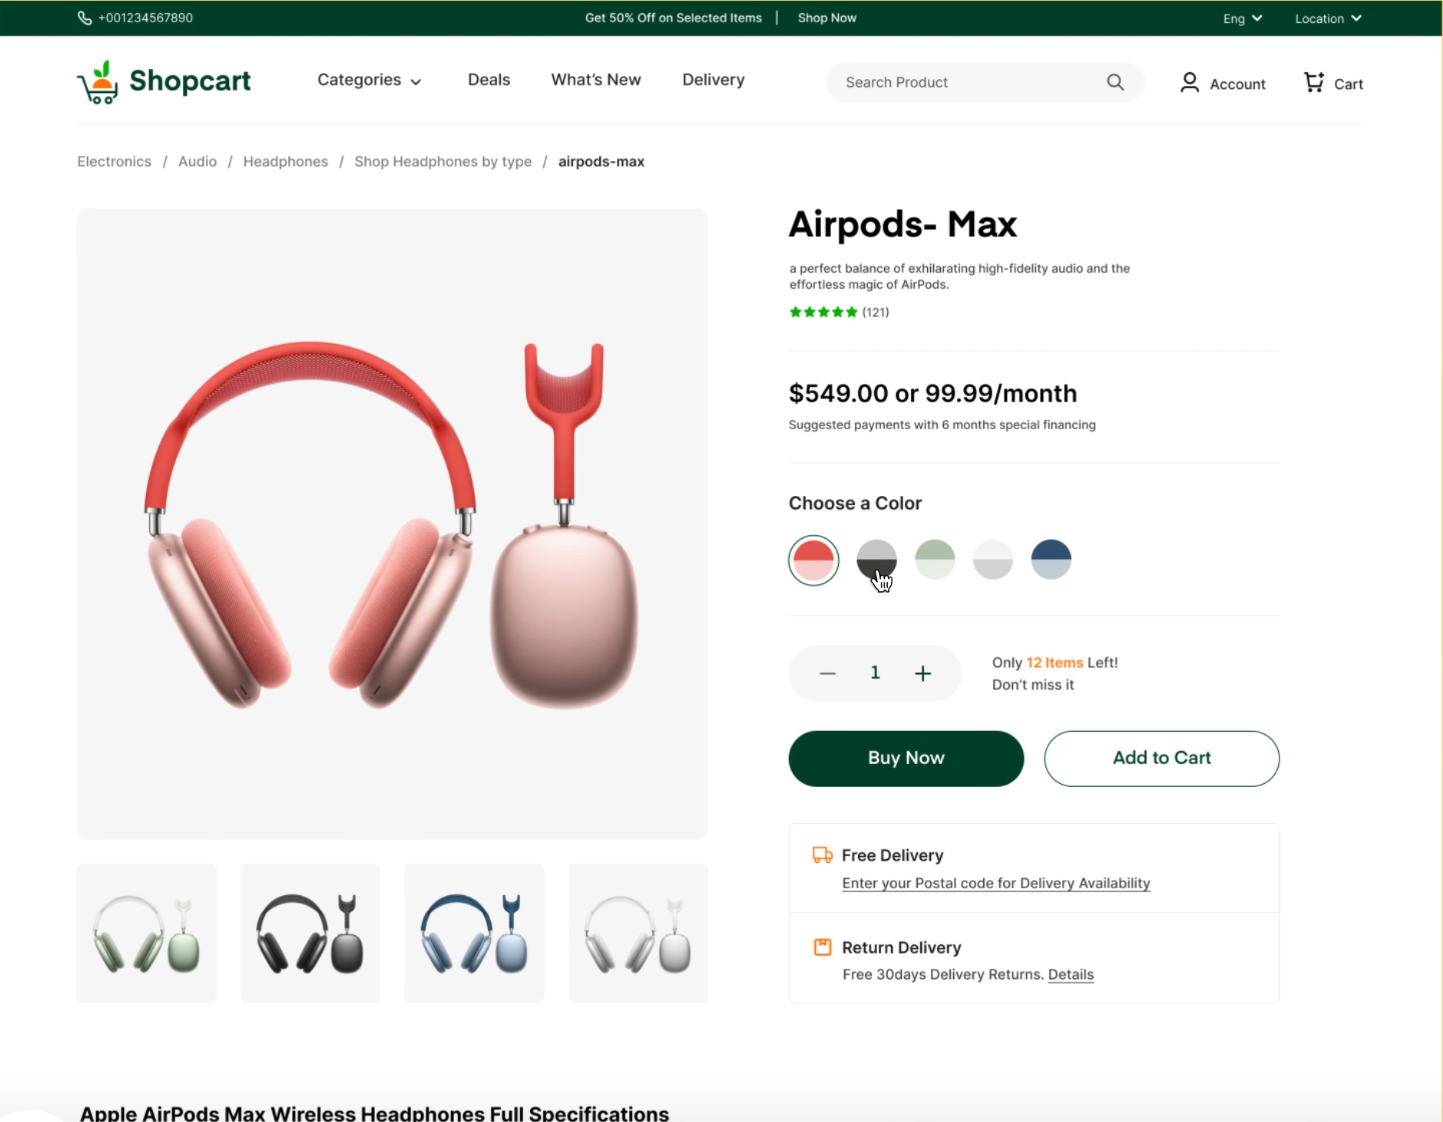 +001234567890
Get 50% Off on Selected Items | Shop Now
Eng
Location
Shopcart
Categories
Deals
What's New
Delivery
Search Product
Account
Cart
Electronics / Audio / Headphones / Shop Headphones by type / airpods-max
Airpods- Max
a perfect balance of exhilarating high-fidelity audio and the
effortless magic of AirPods.
(121)
$549.00 or 99.99/month
Suggested payments with 6 months special financing
Choose a Color
1
Only 12 Items Left!
Don't miss it
Buy Now
Add to Cart
Free Delivery
Enter your Postal code for Delivery Availability
Return Delivery
Free 30days Delivery Returns. Details
Apple AirPods Max Wireless Headphones Full Specifications